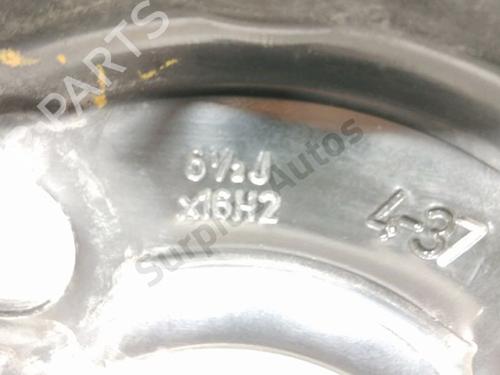 PARTS
6½J
x16H2
4-37
Surplus Autos